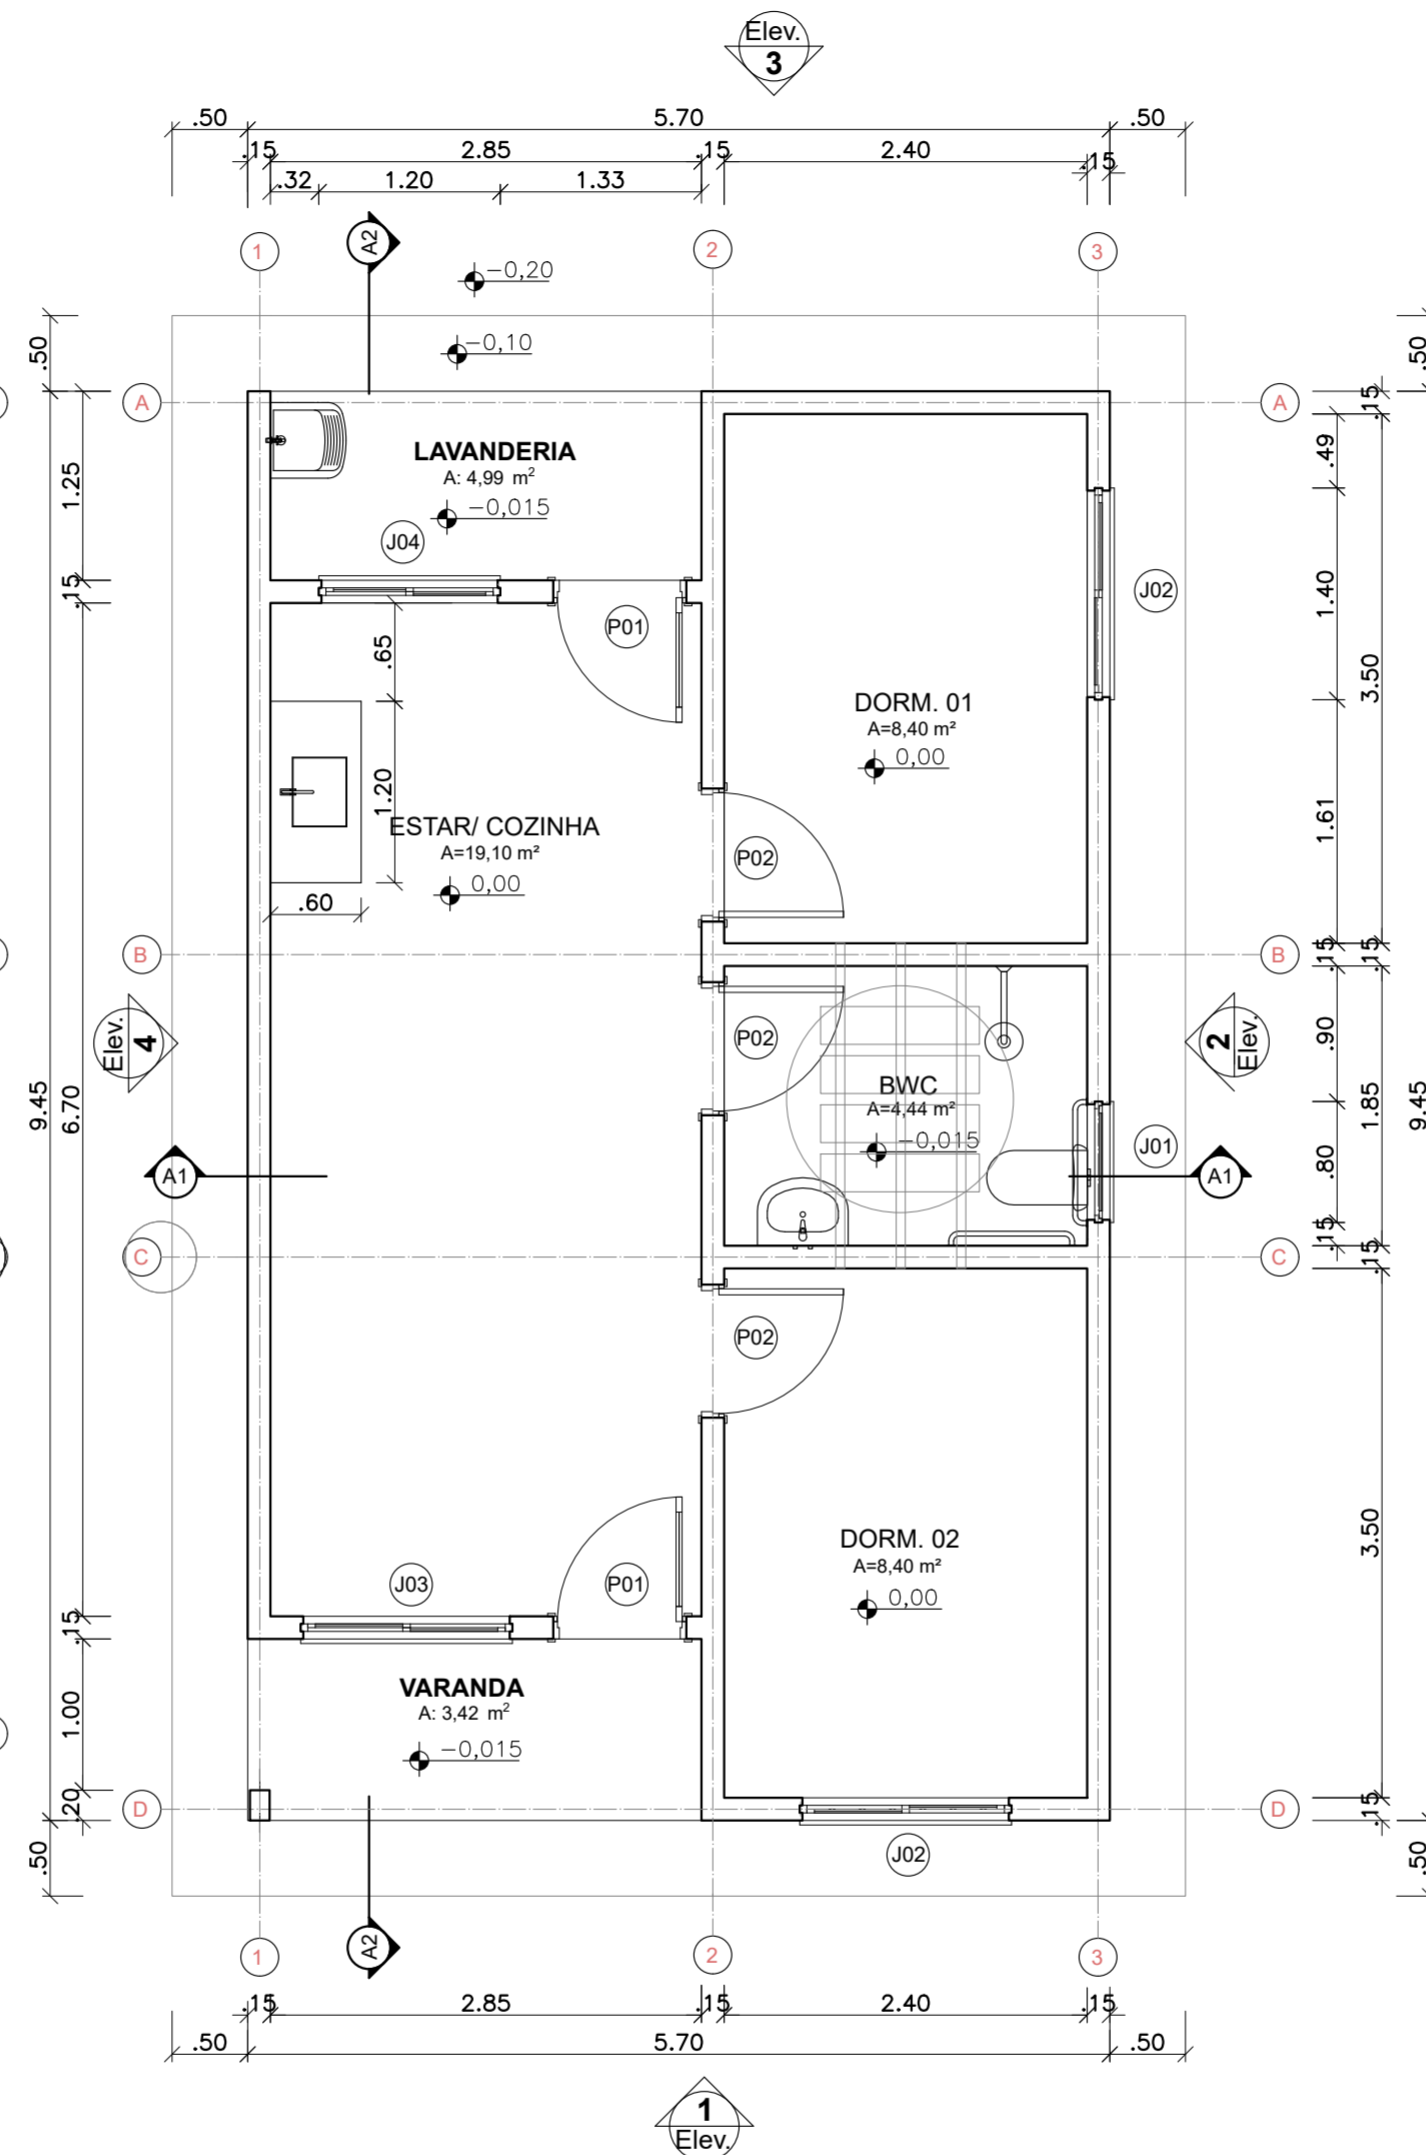 Elev.
3
.50
5.70
.50
.15
2.85
.15
2.40
.15
.32
1.20
1.33
1
A2
2
3
-0,20
-0,10
.50
.50
A
A
.15
LAVANDERIA
A: 4,99 m²
-0,015
1.25
.49
J04
.15
P01
J02
1.40
3.50
.65
DORM. 01
A=8,40 m²
0,00
1.20
1.61
ESTAR/ COZINHA
A=19,10 m²
0,00
P02
.60
B
B
.15
.15
Elev.
4
P02
2
Elev.
.90
9.45
6.70
BWC
A=4,44 m²
-0,015
1.85
9.45
A1
J01
A1
.80
.15
C
C
.15
P02
3.50
DORM. 02
A=8,40 m²
0,00
J03
P01
.15
VARANDA
A: 3,42 m²
-0,015
1.00
.20
D
D
.15
J02
.50
.50
1
A2
2
3
.15
2.85
.15
2.40
.15
.50
5.70
.50
1
Elev.